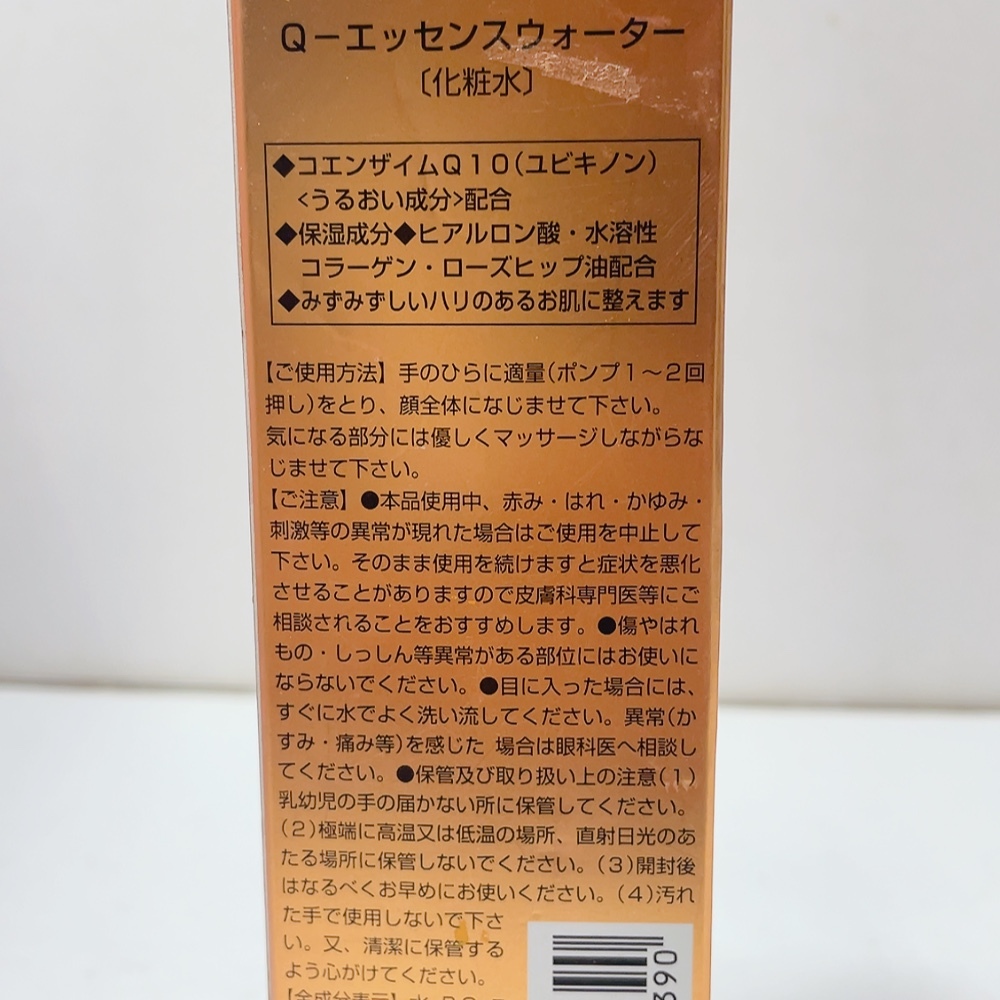 Q－エッセンスウォーター
〔化粧水〕
◆コエンザイムQ10(ユビキノン)
<うるおい成分>配合
◆保湿成分◆ヒアルロン酸・水溶性
コラーゲン・ローズヒップ油配合
◆みずみずしいハリのあるお肌に整えます
【ご使用方法】手のひらに適量(ポンプ1～2回
押し)をとり、顔全体になじませて下さい。
気になる部分には優しくマッサージしながらな
じませて下さい。
【ご注意】●本品使用中、赤み・はれ・かゆみ・
刺激等の異常が現れた場合はご使用を中止して
下さい。そのまま使用を続けますと症状を悪化
させることがありますので皮膚科専門医等にご
相談されることをおすすめします。●傷やはれ
もの・しっしん等異常がある部位にはお使いに
ならないでください。●目に入った場合には、
すぐに水でよく洗い流してください。異常(か
すみ・痛み等)を感じた 場合は眼科医へ相談し
てください。●保管及び取り扱い上の注意(1)
乳幼児の手の届かない所に保管してください。
(2)極端に高温又は低温の場所、直射日光のあ
たる場所に保管しないでください。(3)開封後
はなるべくお早めにお使いください。(4)汚れ
た手で使用しないで下さ
い。又、清潔に保管する
よう心がけてください。
【全成分表示】水、BG、